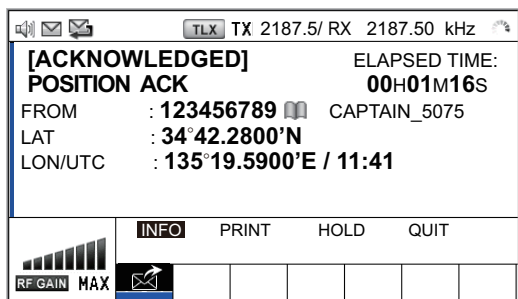 TLX TX 2187.5/ RX 2187.50 kHz
[ACKNOWLEDGED] ELAPSED TIME:
POSITION ACK 00H01M16S
FROM : 123456789 CAPTAIN_5075
LAT : 34°42.2800’N
LON/UTC : 135°19.5900’E / 11:41
INFO PRINT HOLD QUIT
RF GAIN MAX